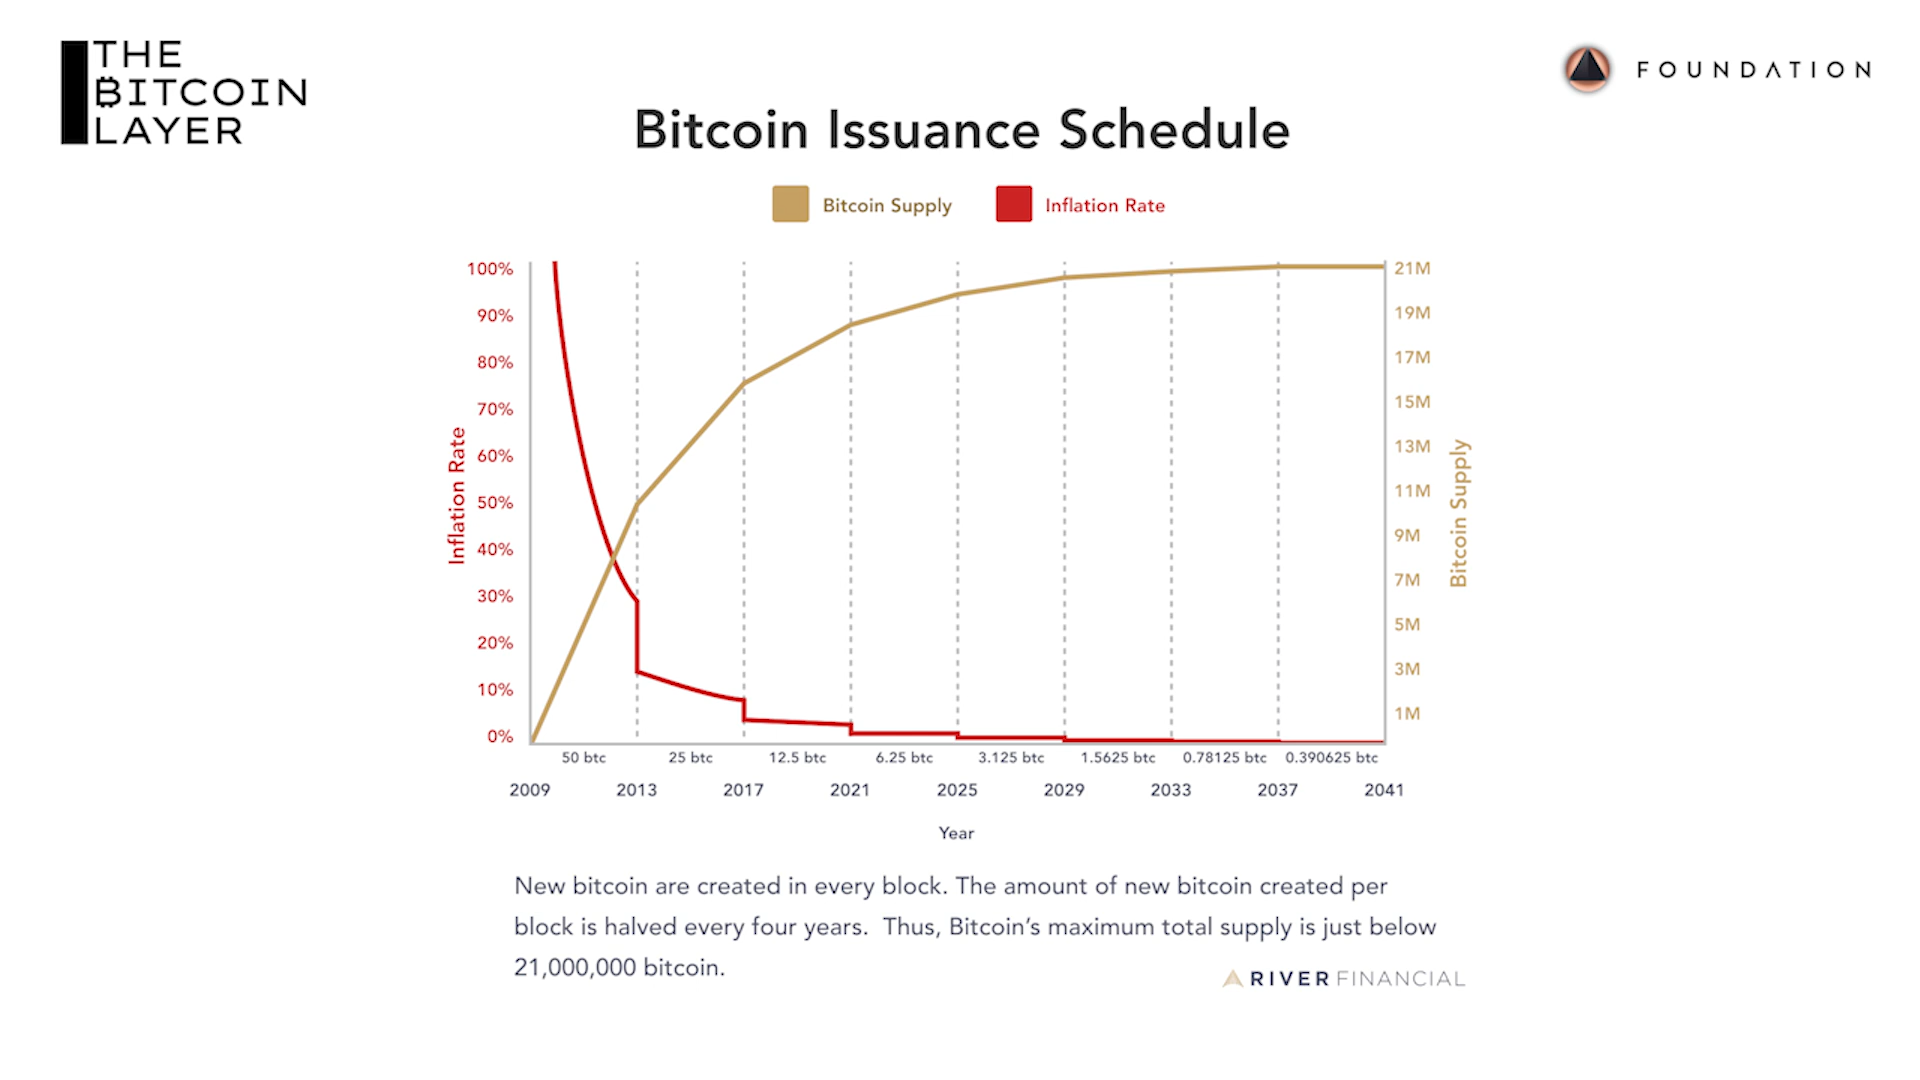 THE
BITCOIN
LAYER
FOUNDATION
Bitcoin Issuance Schedule
Bitcoin Supply
Inflation Rate
100%
90%
80%
70%
60%
50%
40%
30%
20%
10%
0%
Inflation Rate
21M
19M
17M
15M
13M
11M
9M
7M
5M
3M
1M
Bitcoin Supply
50 btc 25 btc 12.5 btc 6.25 btc 3.125 btc 1.5625 btc 0.78125 btc 0.390625 btc
2009 2013 2017 2021 2025 2029 2033 2037 2041
Year
New bitcoin are created in every block. The amount of new bitcoin created per
block is halved every four years.  Thus, Bitcoin’s maximum total supply is just below
21,000,000 bitcoin.
RIVER FINANCIAL